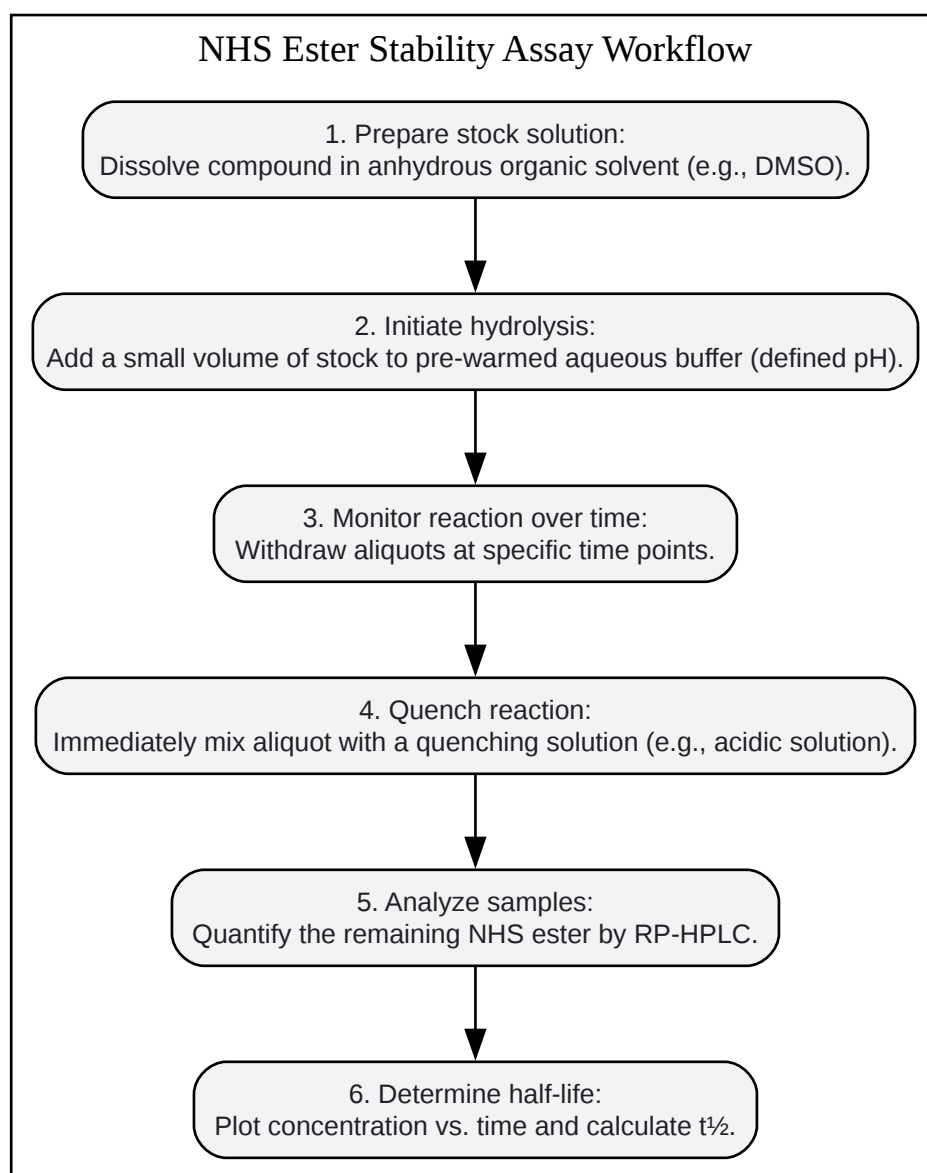 NHS Ester Stability Assay Workflow
1. Prepare stock solution:
Dissolve compound in anhydrous organic solvent (e.g., DMSO).
2. Initiate hydrolysis:
Add a small volume of stock to pre-warmed aqueous buffer (defined pH).
3. Monitor reaction over time:
Withdraw aliquots at specific time points.
4. Quench reaction:
Immediately mix aliquot with a quenching solution (e.g., acidic solution).
5. Analyze samples:
Quantify the remaining NHS ester by RP-HPLC.
6. Determine half-life:
Plot concentration vs. time and calculate t½.